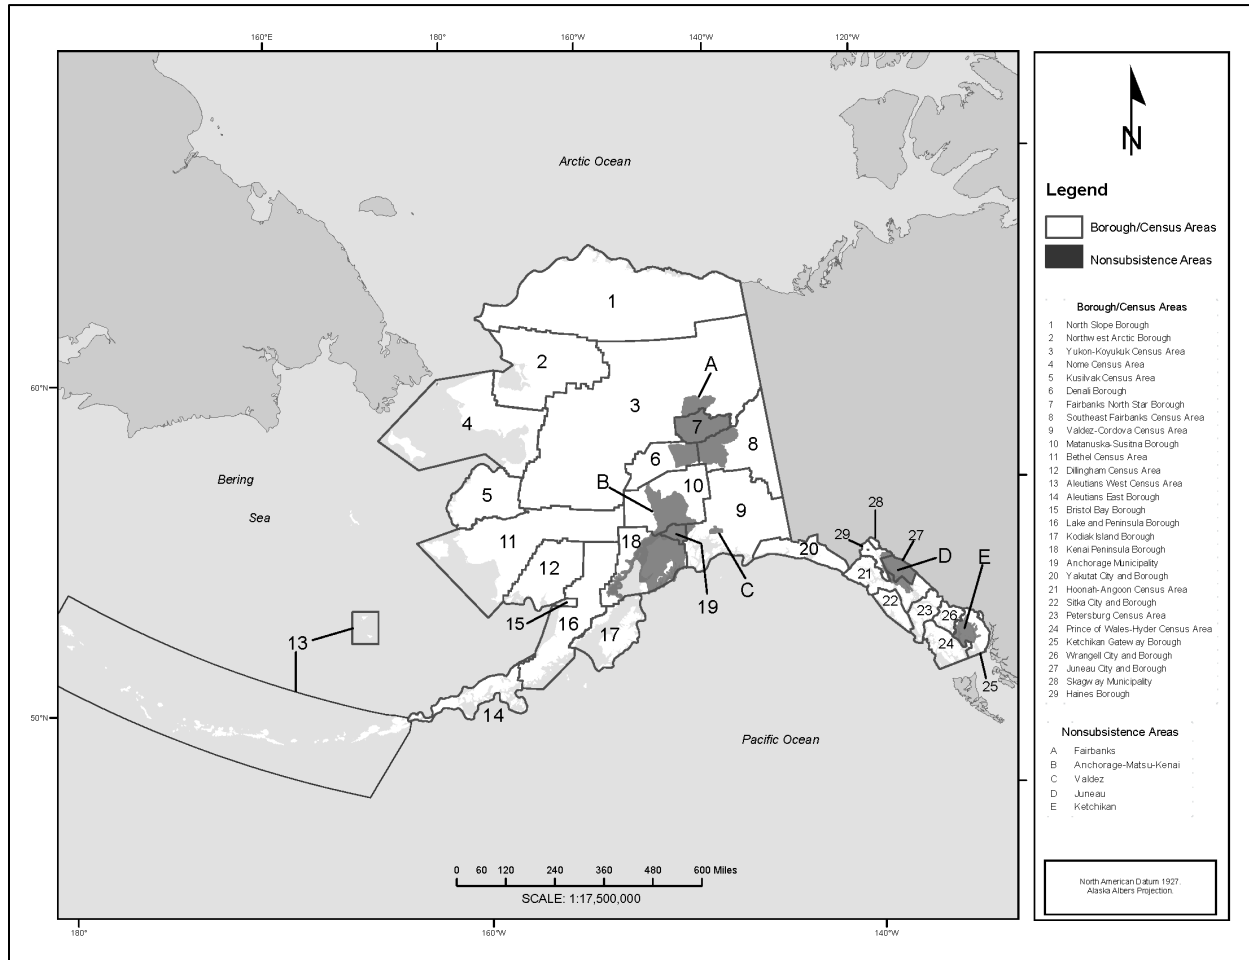 160°E 180° 160°W 140°W 120°W
Arctic Ocean
N
Legend
Borough/Census Areas
Nonsubsistence Areas
Borough/Census Areas
1 North Slope Borough
2 Northwest Arctic Borough
3 Yukon-Koyukuk Census Area
4 Nome Census Area
5 Kusilvak Census Area
6 Denali Borough
7 Fairbanks North Star Borough
8 Southeast Fairbanks Census Area
9 Valdez-Cordova Census Area
10 Matanuska-Susitna Borough
11 Bethel Census Area
12 Dillingham Census Area
13 Aleutians West Census Area
14 Aleutians East Borough
15 Bristol Bay Borough
16 Lake and Peninsula Borough
17 Kodiak Island Borough
18 Kenai Peninsula Borough
19 Anchorage Municipality
20 Yakutat City and Borough
21 Hoonah-Angoon Census Area
22 Sitka City and Borough
23 Petersburg Census Area
24 Prince of Wales-Hyder Census Area
25 Ketchikan Gateway Borough
26 Wrangell City and Borough
27 Juneau City and Borough
28 Skagway Municipality
29 Haines Borough
Nonsubsistence Areas
A Fairbanks
B Anchorage-Matsu-Kenai
C Valdez
D Juneau
E Ketchikan
North American Datum 1927.
Alaska Albers Projection.
1
2
A
60°N
3
4
7
8
6
Bering
Sea
B
10
5
9
28
29
27
11
18
20
D
E
12
21
C
22
19
23
26
15
16
17
13
24
25
14
50°N
Pacific Ocean
0 60 120 240 360 480 600 Miles
SCALE: 1:17,500,000
180° 160°W 140°W